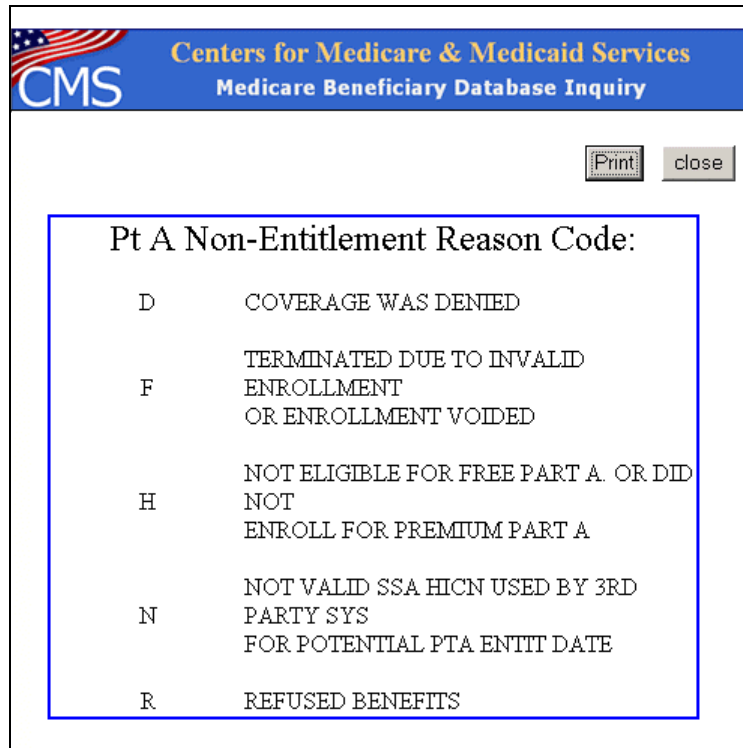 Centers for Medicare & Medicaid Services
CMS
Medicare Beneficiary Database Inquiry
Print close
Pt A Non-Entitlement Reason Code:
D COVERAGE WAS DENIED
TERMINATED DUE TO INVALID
F ENROLLMENT
OR ENROLLMENT VOIDED
NOT ELIGIBLE FOR FREE PART A. OR DID
H NOT
ENROLL FOR PREMIUM PART A
NOT VALID SSA HICN USED BY 3RD
N PARTY SYS
FOR POTENTIAL PTA ENTIT DATE
R REFUSED BENEFITS